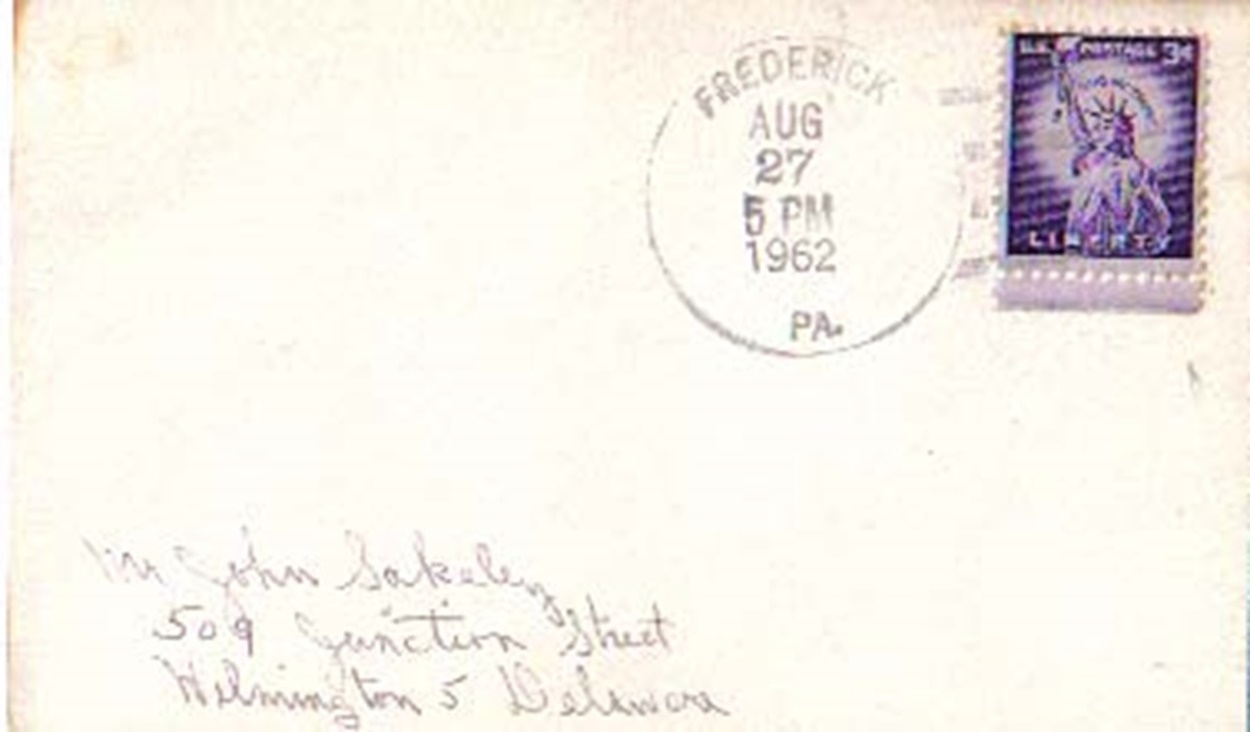 FREDERICK
AUG
27
5 PM
1962
PA.
U.S. POSTAGE 3¢
LIBERTY
Mr John Sakeley
509 Junction Street
Wilmington 5 Delaware